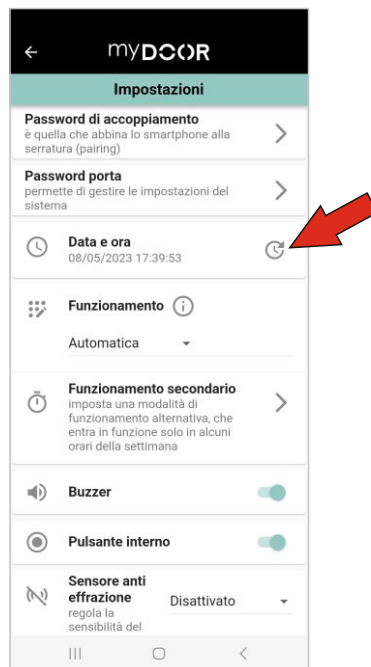 myDOOR
Impostazioni
Password di accoppiamento
è quella che abbina lo smartphone alla
serratura (pairing)
Password porta
permette di gestire le impostazioni del
sistema
Data e ora
08/05/2023 17:39:53
Funzionamento
Automatica
Funzionamento secondario
imposta una modalità di
funzionamento alternativa, che
entra in funzione solo in alcuni
orari della settimana
Buzzer
Pulsante interno
Sensore anti
effrazione
Disattivato
regola la
sensibilità del